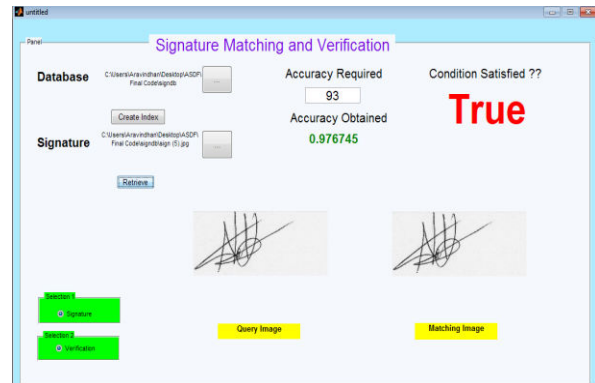 untitled
Panel
Signature Matching and Verification
Database
C:\Users\Aravindhan\Desktop\ASDF\
Final Code\signdb
...
Accuracy Required
93
Condition Satisfied ??
True
Create Index
Accuracy Obtained
0.976745
Signature
C:\Users\Aravindhan\Desktop\ASDF\
Final Code\signdb\sign (5).jpg
...
Retrieve
Selection 1
Signature
Query Image
Matching Image
Selection 2
Verification